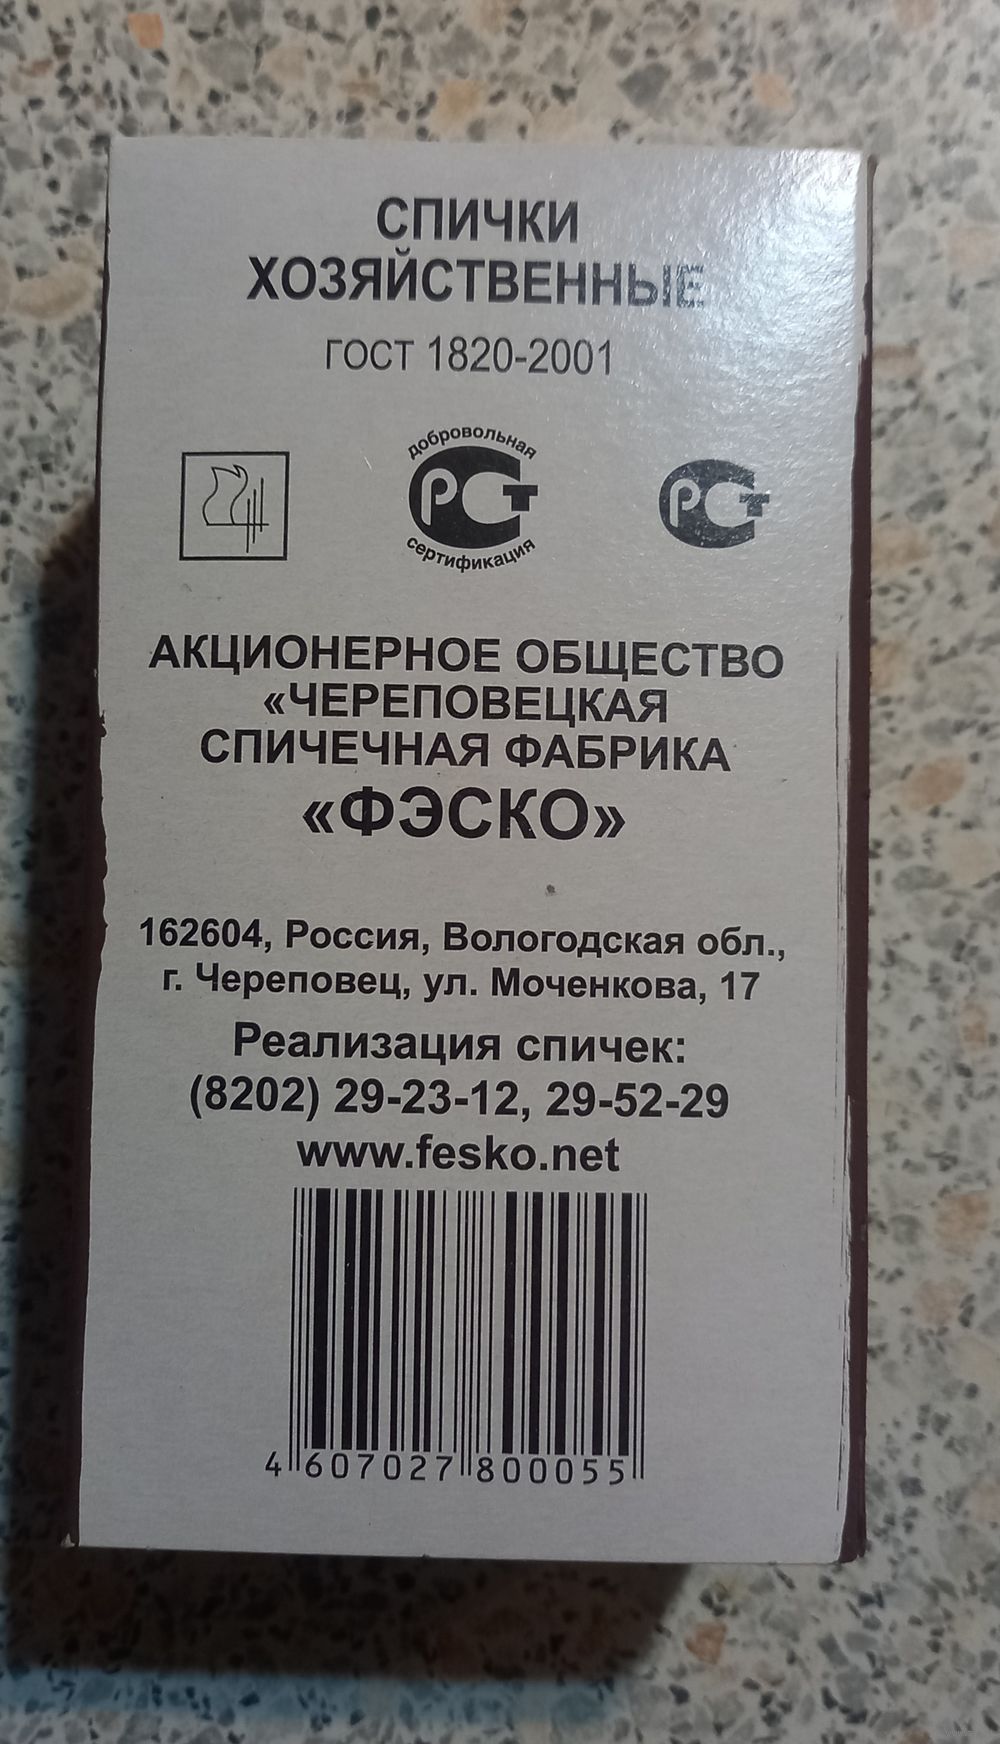 СПИЧКИ
ХОЗЯЙСТВЕННЫЕ
ГОСТ 1820-2001
добровольная
РСТ
сертификация
РСТ
АКЦИОНЕРНОЕ ОБЩЕСТВО
«ЧЕРЕПОВЕЦКАЯ
СПИЧЕЧНАЯ ФАБРИКА
«ФЭСКО»
162604, Россия, Вологодская обл.,
г. Череповец, ул. Моченкова, 17
Реализация спичек:
(8202) 29-23-12, 29-52-29
www.fesko.net
4 607027 800055